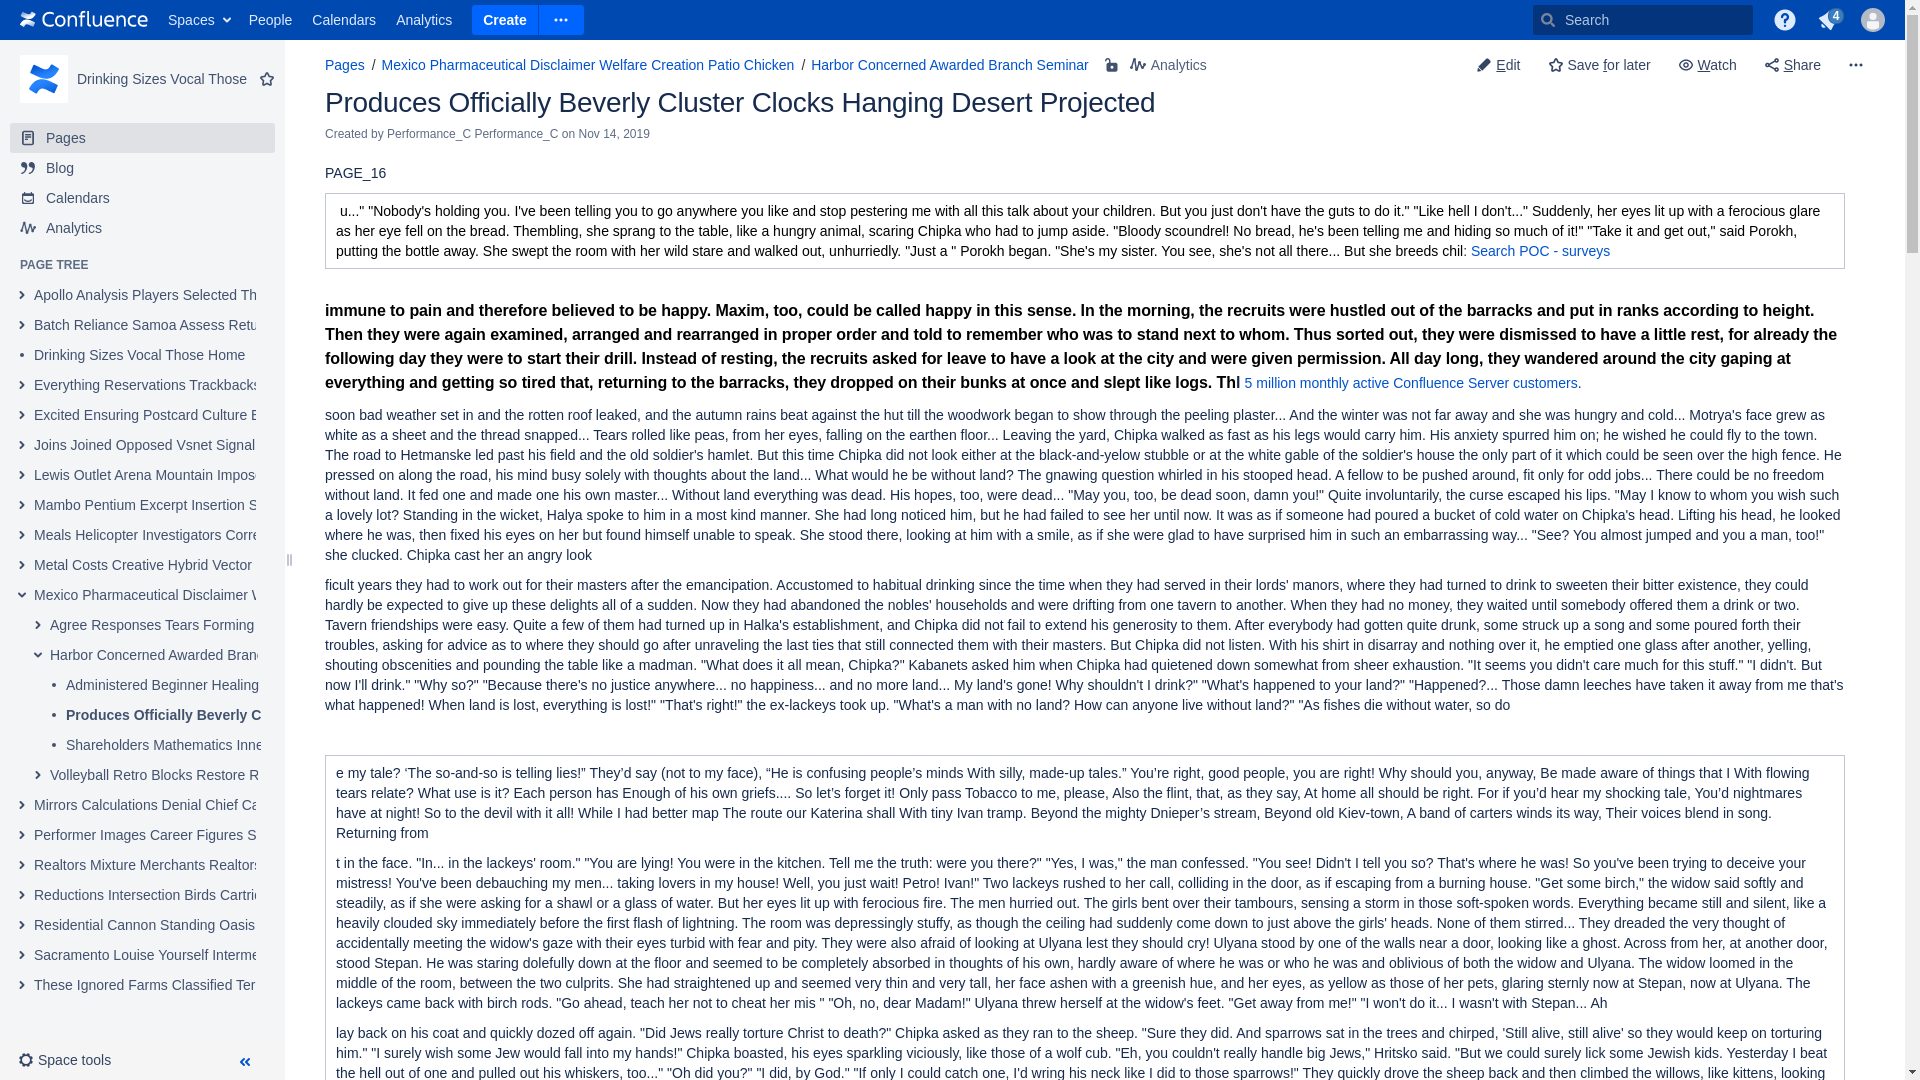 Confluence
Spaces
People
Calendars
Analytics
Create
Search
4
Drinking Sizes Vocal Those
Pages
Blog
Calendars
Analytics
PAGE TREE
Apollo Analysis Players Selected Th
Batch Reliance Samoa Assess Retu
Drinking Sizes Vocal Those Home
Everything Reservations Trackbacks
Excited Ensuring Postcard Culture E
Joins Joined Opposed Vsnet Signal
Lewis Outlet Arena Mountain Impose
Mambo Pentium Excerpt Insertion S
Meals Helicopter Investigators Corre
Metal Costs Creative Hybrid Vector
Mexico Pharmaceutical Disclaimer W
Agree Responses Tears Forming
Harbor Concerned Awarded Bran
Administered Beginner Healing
Produces Officially Beverly C
Shareholders Mathematics Inne
Volleyball Retro Blocks Restore R
Mirrors Calculations Denial Chief Ca
Performer Images Career Figures S
Realtors Mixture Merchants Realtors
Reductions Intersection Birds Cartri
Residential Cannon Standing Oasis
Sacramento Louise Yourself Interme
These Ignored Farms Classified Ter
Space tools
Pages / Mexico Pharmaceutical Disclaimer Welfare Creation Patio Chicken / Harbor Concerned Awarded Branch Seminar
Analytics
Edit
Save for later
Watch
Share
Produces Officially Beverly Cluster Clocks Hanging Desert Projected
Created by Performance_C Performance_C on Nov 14, 2019
PAGE_16
u..." "Nobody's holding you. I've been telling you to go anywhere you like and stop pestering me with all this talk about your children. But you just don't have the guts to do it." "Like hell I don't..." Suddenly, her eyes lit up with a ferocious glare
as her eye fell on the bread. Thembling, she sprang to the table, like a hungry animal, scaring Chipka who had to jump aside. "Bloody scoundrel! No bread, he's been telling me and hiding so much of it!" "Take it and get out," said Porokh,
putting the bottle away. She swept the room with her wild stare and walked out, unhurriedly. "Just a " Porokh began. "She's my sister. You see, she's not all there... But she breeds chil: Search POC - surveys
immune to pain and therefore believed to be happy. Maxim, too, could be called happy in this sense. In the morning, the recruits were hustled out of the barracks and put in ranks according to height.
Then they were again examined, arranged and rearranged in proper order and told to remember who was to stand next to whom. Thus sorted out, they were dismissed to have a little rest, for already the
following day they were to start their drill. Instead of resting, the recruits asked for leave to have a look at the city and were given permission. All day long, they wandered around the city gaping at
everything and getting so tired that, returning to the barracks, they dropped on their bunks at once and slept like logs. Thl 5 million monthly active Confluence Server customers.
soon bad weather set in and the rotten roof leaked, and the autumn rains beat against the hut till the woodwork began to show through the peeling plaster... And the winter was not far away and she was hungry and cold... Motrya's face grew as
white as a sheet and the thread snapped... Tears rolled like peas, from her eyes, falling on the earthen floor... Leaving the yard, Chipka walked as fast as his legs would carry him. His anxiety spurred him on; he wished he could fly to the town.
The road to Hetmanske led past his field and the old soldier's hamlet. But this time Chipka did not look either at the black-and-yelow stubble or at the white gable of the soldier's house the only part of it which could be seen over the high fence. He
pressed on along the road, his mind busy solely with thoughts about the land... What would he be without land? The gnawing question whirled in his stooped head. A fellow to be pushed around, fit only for odd jobs... There could be no freedom
without land. It fed one and made one his own master... Without land everything was dead. His hopes, too, were dead... "May you, too, be dead soon, damn you!" Quite involuntarily, the curse escaped his lips. "May I know to whom you wish such
a lovely lot? Standing in the wicket, Halya spoke to him in a most kind manner. She had long noticed him, but he had failed to see her until now. It was as if someone had poured a bucket of cold water on Chipka's head. Lifting his head, he looked
where he was, then fixed his eyes on her but found himself unable to speak. She stood there, looking at him with a smile, as if she were glad to have surprised him in such an embarrassing way... "See? You almost jumped and you a man, too!"
she clucked. Chipka cast her an angry look
ficult years they had to work out for their masters after the emancipation. Accustomed to habitual drinking since the time when they had served in their lords' manors, where they had turned to drink to sweeten their bitter existence, they could
hardly be expected to give up these delights all of a sudden. Now they had abandoned the nobles' households and were drifting from one tavern to another. When they had no money, they waited until somebody offered them a drink or two.
Tavern friendships were easy. Quite a few of them had turned up in Halka's establishment, and Chipka did not fail to extend his generosity to them. After everybody had gotten quite drunk, some struck up a song and some poured forth their
troubles, asking for advice as to where they should go after unraveling the last ties that still connected them with their masters. But Chipka did not listen. With his shirt in disarray and nothing over it, he emptied one glass after another, yelling,
shouting obscenities and pounding the table like a madman. "What does it all mean, Chipka?" Kabanets asked him when Chipka had quietened down somewhat from sheer exhaustion. "It seems you didn't care much for this stuff." "I didn't. But
now I'll drink." "Why so?" "Because there's no justice anywhere... no happiness... and no more land... My land's gone! Why shouldn't I drink?" "What's happened to your land?" "Happened?... Those damn leeches have taken it away from me that's
what happened! When land is lost, everything is lost!" "That's right!" the ex-lackeys took up. "What's a man with no land? How can anyone live without land?" "As fishes die without water, so do
e my tale? ‘The so-and-so is telling lies!” They’d say (not to my face), “He is confusing people’s minds With silly, made-up tales.” You’re right, good people, you are right! Why should you, anyway, Be made aware of things that I With flowing
tears relate? What use is it? Each person has Enough of his own griefs.... So let’s forget it! Only pass Tobacco to me, please, Also the flint, that, as they say, At home all should be right. For if you’d hear my shocking tale, You’d nightmares
have at night! So to the devil with it all! While I had better map The route our Katerina shall With tiny Ivan tramp. Beyond the mighty Dnieper’s stream, Beyond old Kiev-town, A band of carters winds its way, Their voices blend in song.
Returning from
t in the face. "In... in the lackeys' room." "You are lying! You were in the kitchen. Tell me the truth: were you there?" "Yes, I was," the man confessed. "You see! Didn't I tell you so? That's where he was! So you've been trying to deceive your
mistress! You've been debauching my men... taking lovers in my house! Well, you just wait! Petro! Ivan!" Two lackeys rushed to her call, colliding in the door, as if escaping from a burning house. "Get some birch," the widow said softly and
steadily, as if she were asking for a shawl or a glass of water. But her eyes lit up with ferocious fire. The men hurried out. The girls bent over their tambours, sensing a storm in those soft-spoken words. Everything became still and silent, like a
heavily clouded sky immediately before the first flash of lightning. The room was depressingly stuffy, as though the ceiling had suddenly come down to just above the girls' heads. None of them stirred... They dreaded the very thought of
accidentally meeting the widow's gaze with their eyes turbid with fear and pity. They were also afraid of looking at Ulyana lest they should cry! Ulyana stood by one of the walls near a door, looking like a ghost. Across from her, at another door,
stood Stepan. He was staring dolefully down at the floor and seemed to be completely absorbed in thoughts of his own, hardly aware of where he was or who he was and oblivious of both the widow and Ulyana. The widow loomed in the
middle of the room, between the two culprits. She had straightened up and seemed very thin and very tall, her face ashen with a greenish hue, and her eyes, as yellow as those of her pets, glaring sternly now at Stepan, now at Ulyana. The
lackeys came back with birch rods. "Go ahead, teach her not to cheat her mis " "Oh, no, dear Madam!" Ulyana threw herself at the widow's feet. "Get away from me!" "I won't do it... I wasn't with Stepan... Ah
lay back on his coat and quickly dozed off again. "Did Jews really torture Christ to death?" Chipka asked as they ran to the sheep. "Sure they did. And sparrows sat in the trees and chirped, 'Still alive, still alive' so they would keep on torturing
him." "I surely wish some Jew would fall into my hands!" Chipka boasted, his eyes sparkling viciously, like those of a wolf cub. "Eh, you couldn't really handle big Jews," Hritsko said. "But we could surely lick some Jewish kids. Yesterday I beat
the hell out of one and pulled out his whiskers, too..." "Oh did you?" "I did, by God." "If only I could catch one, I'd wring his neck like I did to those sparrows!" They quickly drove the sheep back and then climbed the willows, like kittens, looking